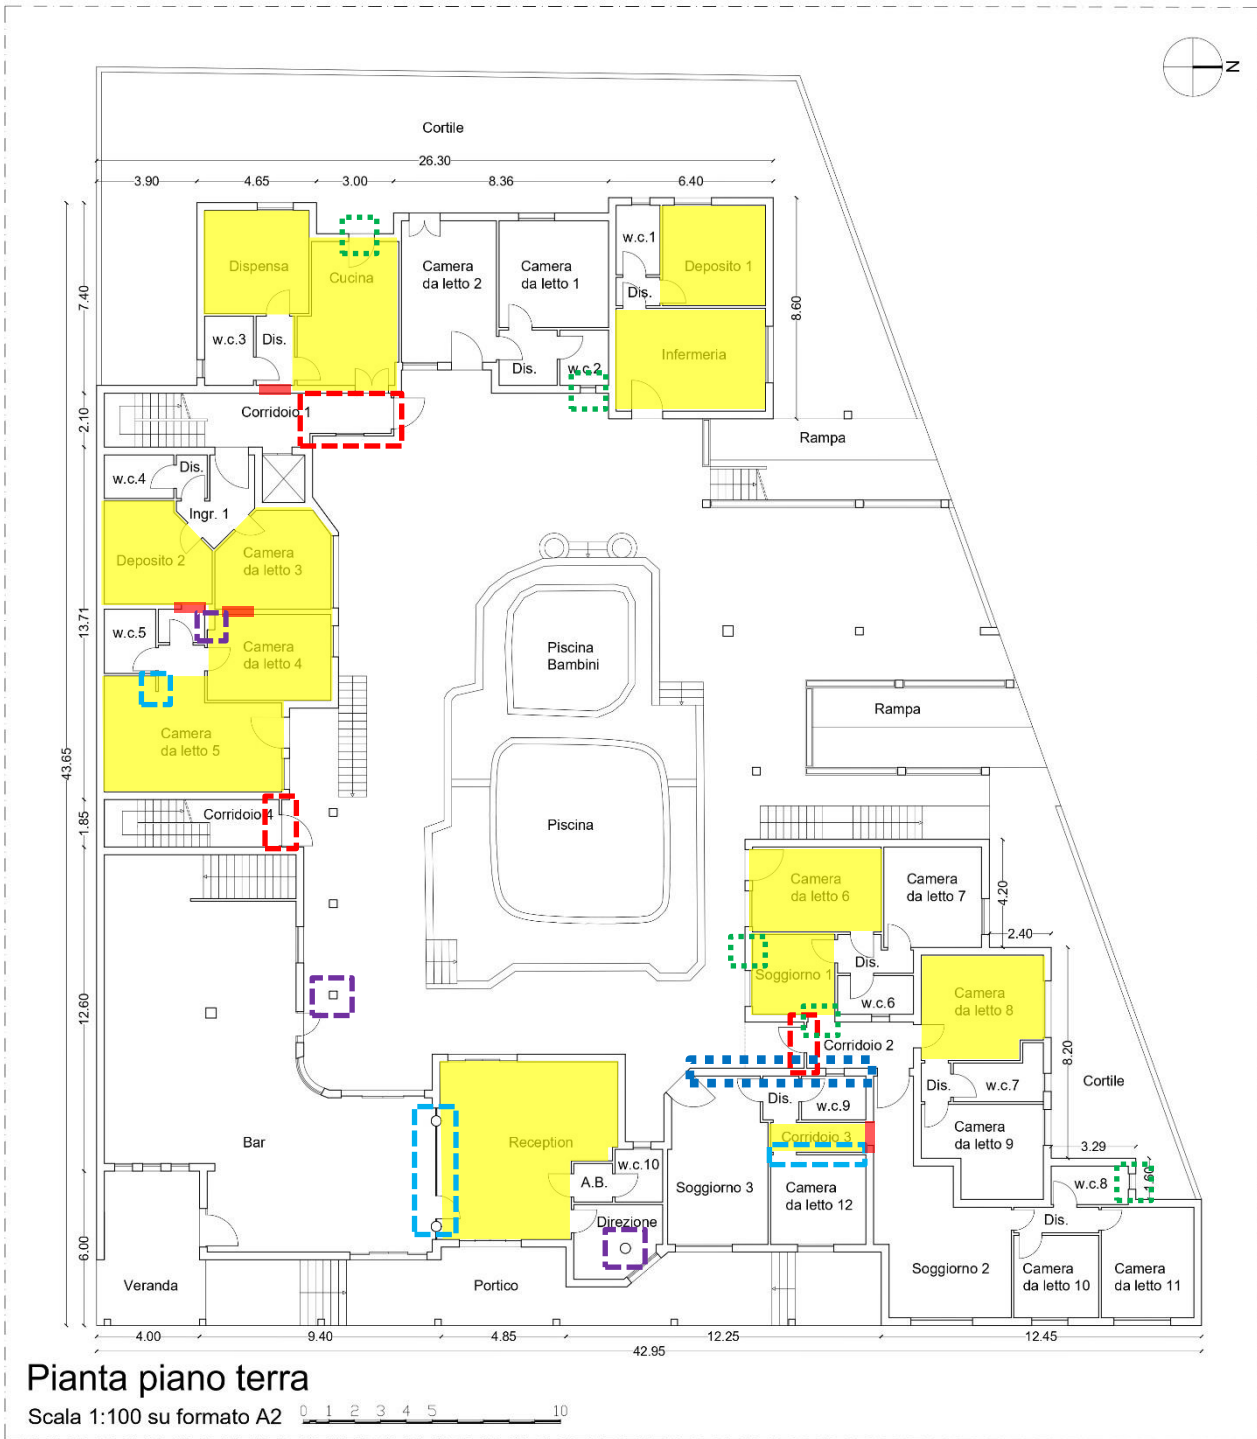 N
Cortile
26.30
3.90
4.65
3.00
8.36
6.40
Dispensa
Cucina
Camera
da letto 2
Camera
da letto 1
w.c.1
Deposito 1
Dis.
7.40
8.60
w.c.3
Dis.
Dis.
w.c.2
Infermeria
2.10
Corridoio 1
Rampa
w.c.4
Dis.
Ingr. 1
Deposito 2
Camera
da letto 3
13.71
w.c.5
Camera
da letto 4
Piscina
Bambini
Rampa
43.65
Camera
da letto 5
1.85
Corridoio 4
Piscina
Camera
da letto 6
Camera
da letto 7
4.20
2.40
Soggiorno 1
Dis.
w.c.6
Camera
da letto 8
12.60
Corridoio 2
8.20
Cortile
Dis.
w.c.7
Bar
Reception
Dis.
w.c.9
Corridoio 3
Camera
da letto 9
3.29
w.c.10
A.B.
Soggiorno 3
Camera
da letto 12
w.c.8
1.60
Direzione
Dis.
6.00
Veranda
Portico
Soggiorno 2
Camera
da letto 10
Camera
da letto 11
4.00
9.40
4.85
12.25
12.45
42.95
Pianta piano terra
Scala 1:100 su formato A2
0 1 2 3 4 5 10